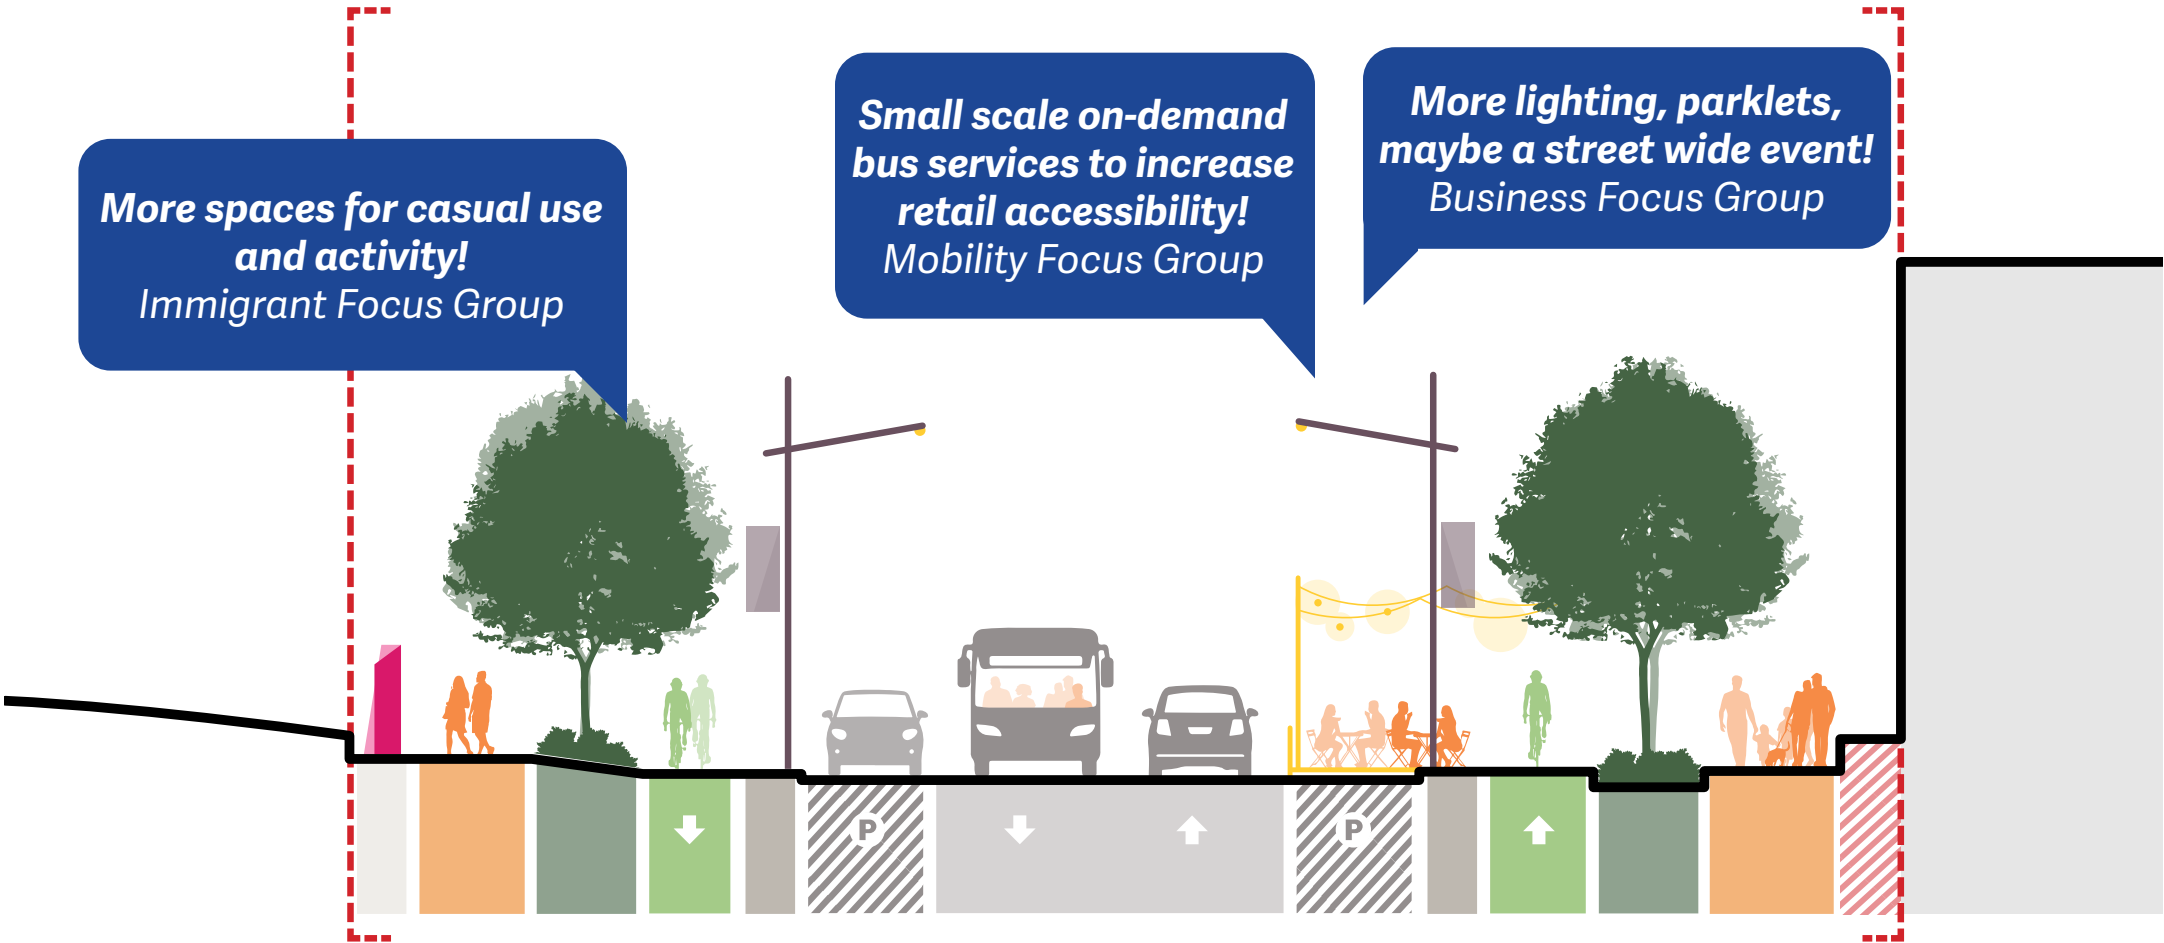 More spaces for casual use
and activity!
Immigrant Focus Group
Small scale on-demand
bus services to increase
retail accessibility!
Mobility Focus Group
More lighting, parklets,
maybe a street wide event!
Business Focus Group
P
P